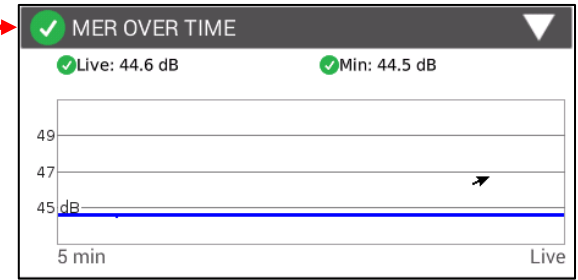 MER OVER TIME
Live: 44.6 dB Min: 44.5 dB
49
47
45 dB
5 min Live